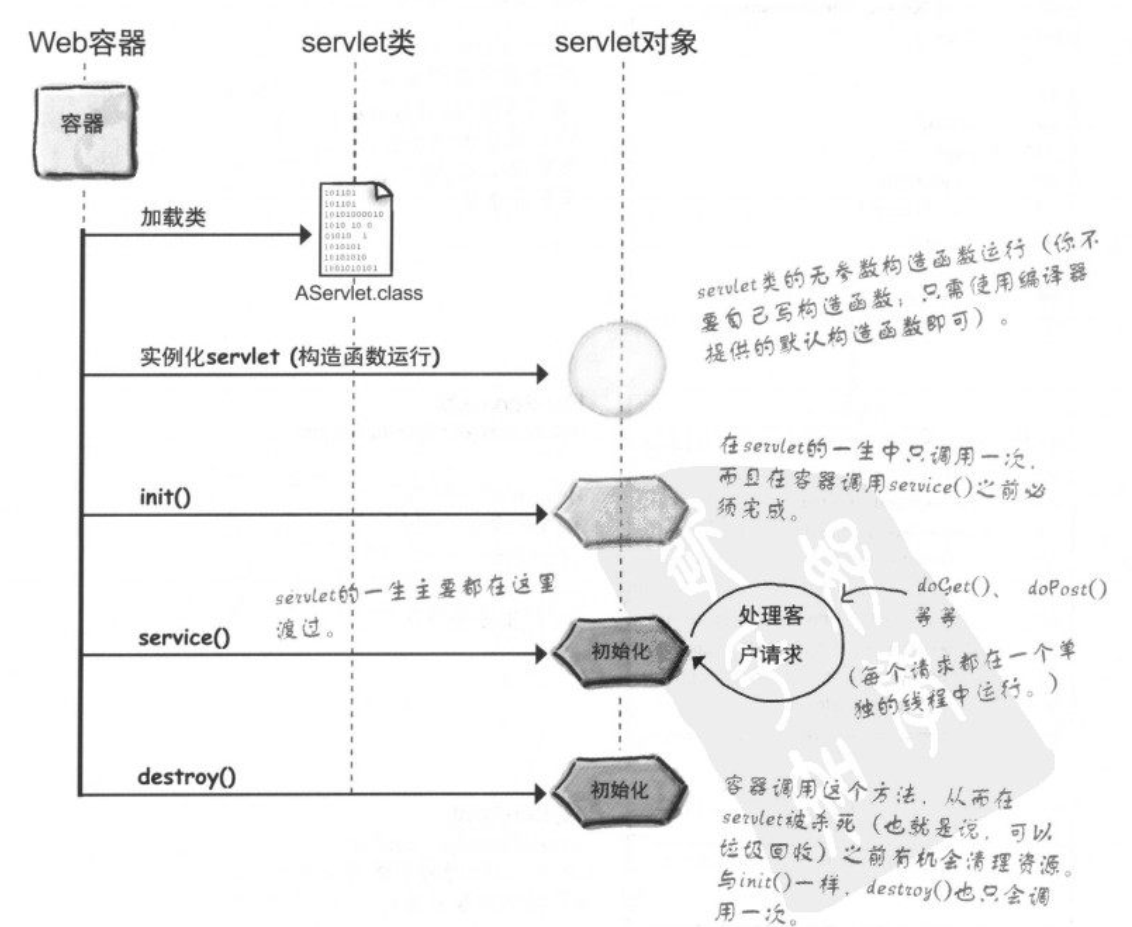 Web容器
servlet类
servlet对象
容器
加载类
101101
101101
10101000010
1010 10 0
01010 1
1010101
10101010
1001010101
AServlet.class
servlet类的无参数构造函数运行（你不
要自己写构造函数；只需使用编译器
提供的默认构造函数即可）。
实例化servlet (构造函数运行)
在servlet的一生中只调用一次，
而且在容器调用service()之前必
须完成。
init()
servlet的一生主要都在这里
渡过。
service()
初始化
处理客
户请求
doGet()、 doPost()
等等
（每个请求都在一个单
独的线程中运行。）
destroy()
初始化
容器调用这个方法，从而在
servlet被杀死（也就是说，可以
垃圾回收）之前有机会清理资源。
与init()一样，destroy()也只会调
用一次。